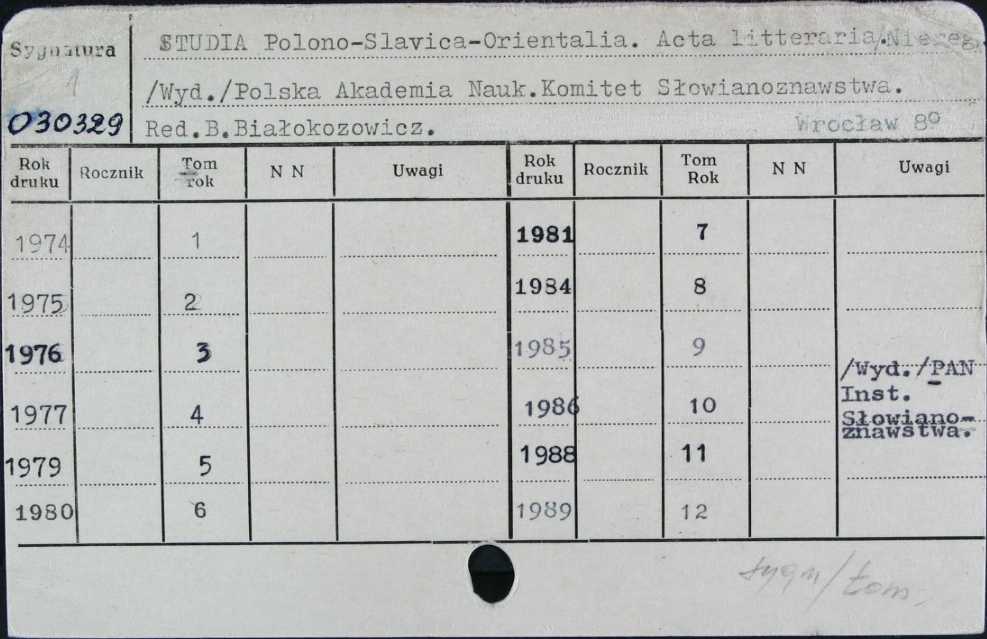 Sygnatura
STUDIA Polono-Slavica-Orientalia. Acta litteraria./Niereg.
1
/Wyd./Polska Akademia Nauk.Komitet Słowianoznawstwa.
030329
Red.B.Białokozowicz. Wrocław 8º
Rok druku Rocznik Tom rok N N Uwagi Rok druku Rocznik Tom Rok N N Uwagi
1974 1 1981 7
1975 2 1984 8
1976 3 1985 9
/Wyd./PAN
Inst.
1977 4 1986 10
Słowiano-
znawstwa.
1979 5 1988 11
1980 6 1989 12
sygn/tom